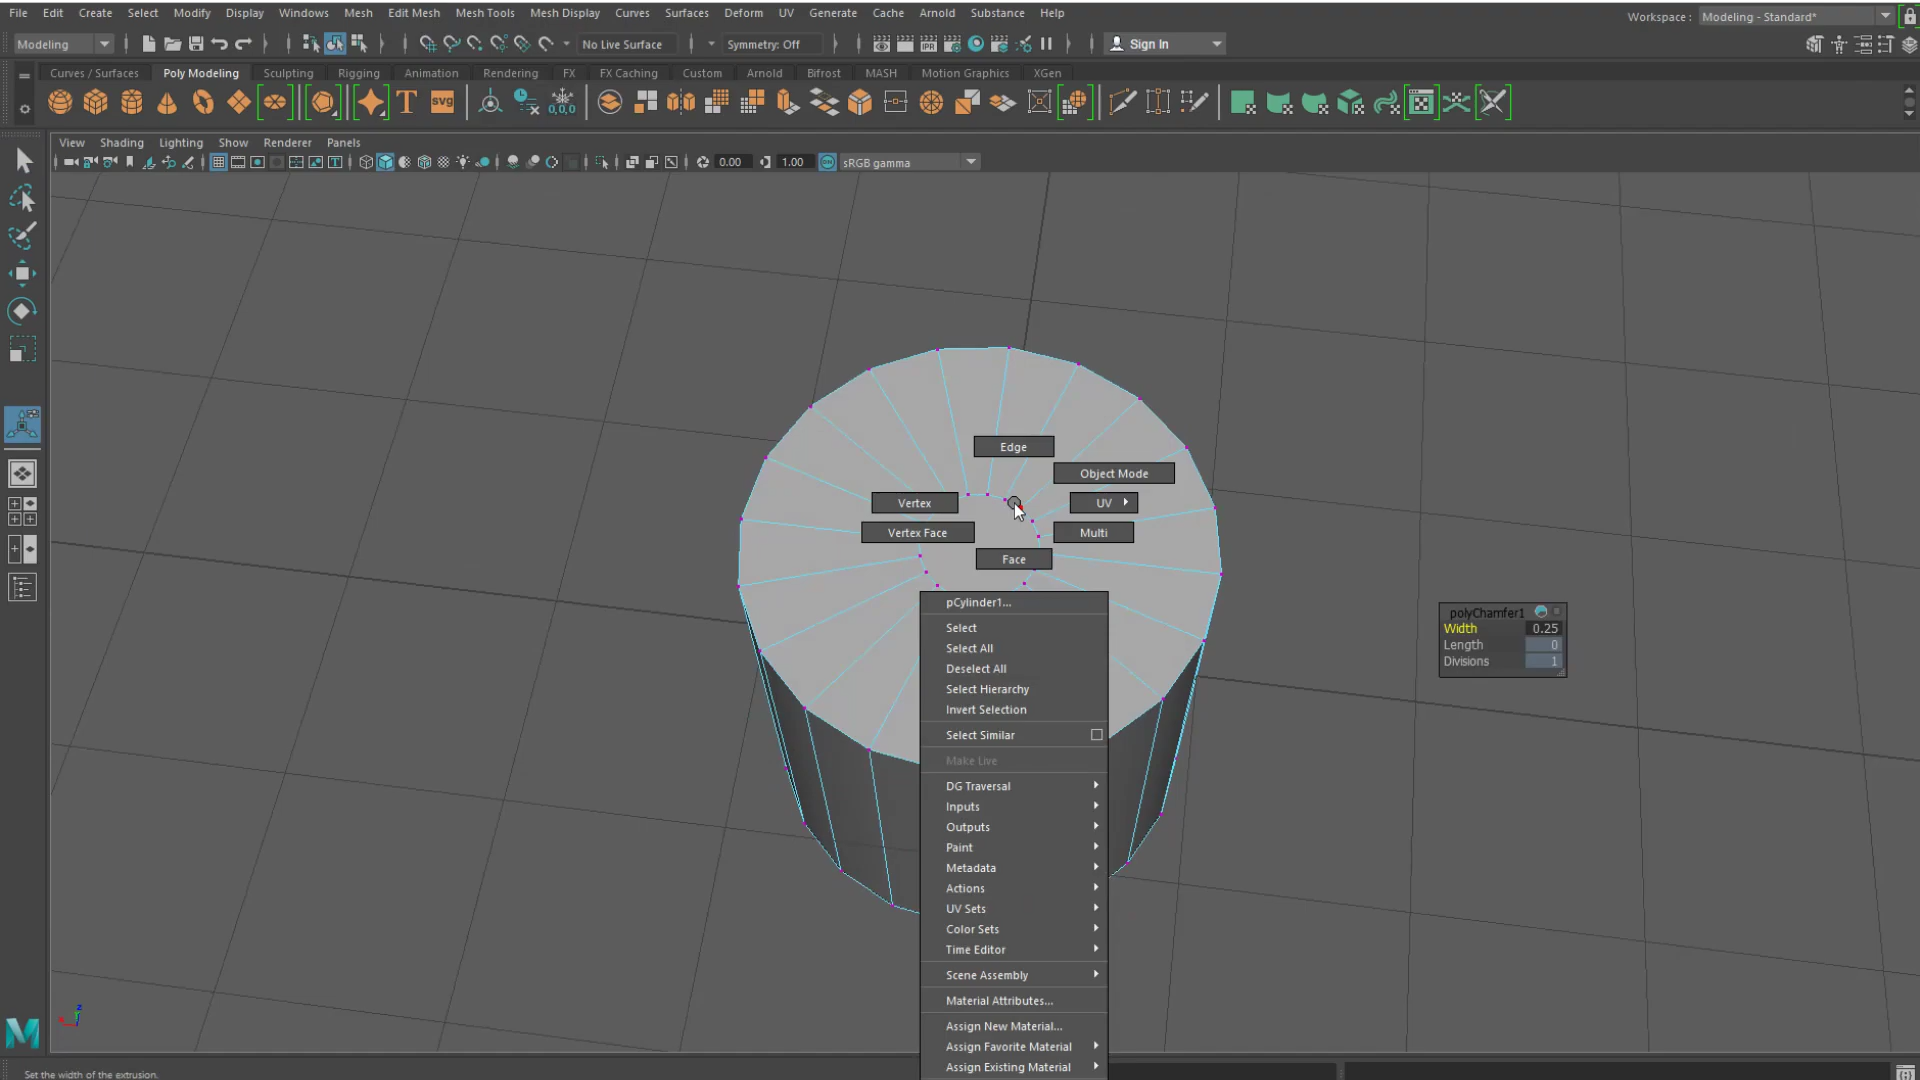 File Edit Create Select Modify Display Windows Mesh Edit Mesh Mesh Tools Mesh Display Curves Surfaces Deform UV Generate Cache Arnold Substance Help
Workspace : Modeling - Standard*
Modeling No Live Surface Symmetry: Off Sign In
Curves / Surfaces Poly Modeling Sculpting Rigging Animation Rendering FX FX Caching Custom Arnold Bifrost MASH Motion Graphics XGen
T SVG 0,0,0
View Shading Lighting Show Renderer Panels
0.00 1.00 ON sRGB gamma
Edge
Object Mode
Vertex UV
Vertex Face Multi
Face
pCylinder1...
Select
Select All
Deselect All
Select Hierarchy
Invert Selection
Select Similar
Make Live
DG Traversal
Inputs
Outputs
Paint
Metadata
Actions
UV Sets
Color Sets
Time Editor
Scene Assembly
Material Attributes...
Assign New Material...
Assign Favorite Material
Assign Existing Material
polyChamfer1
Width 0.25
Length 0
Divisions 1
M
Set the width of the extrusion.